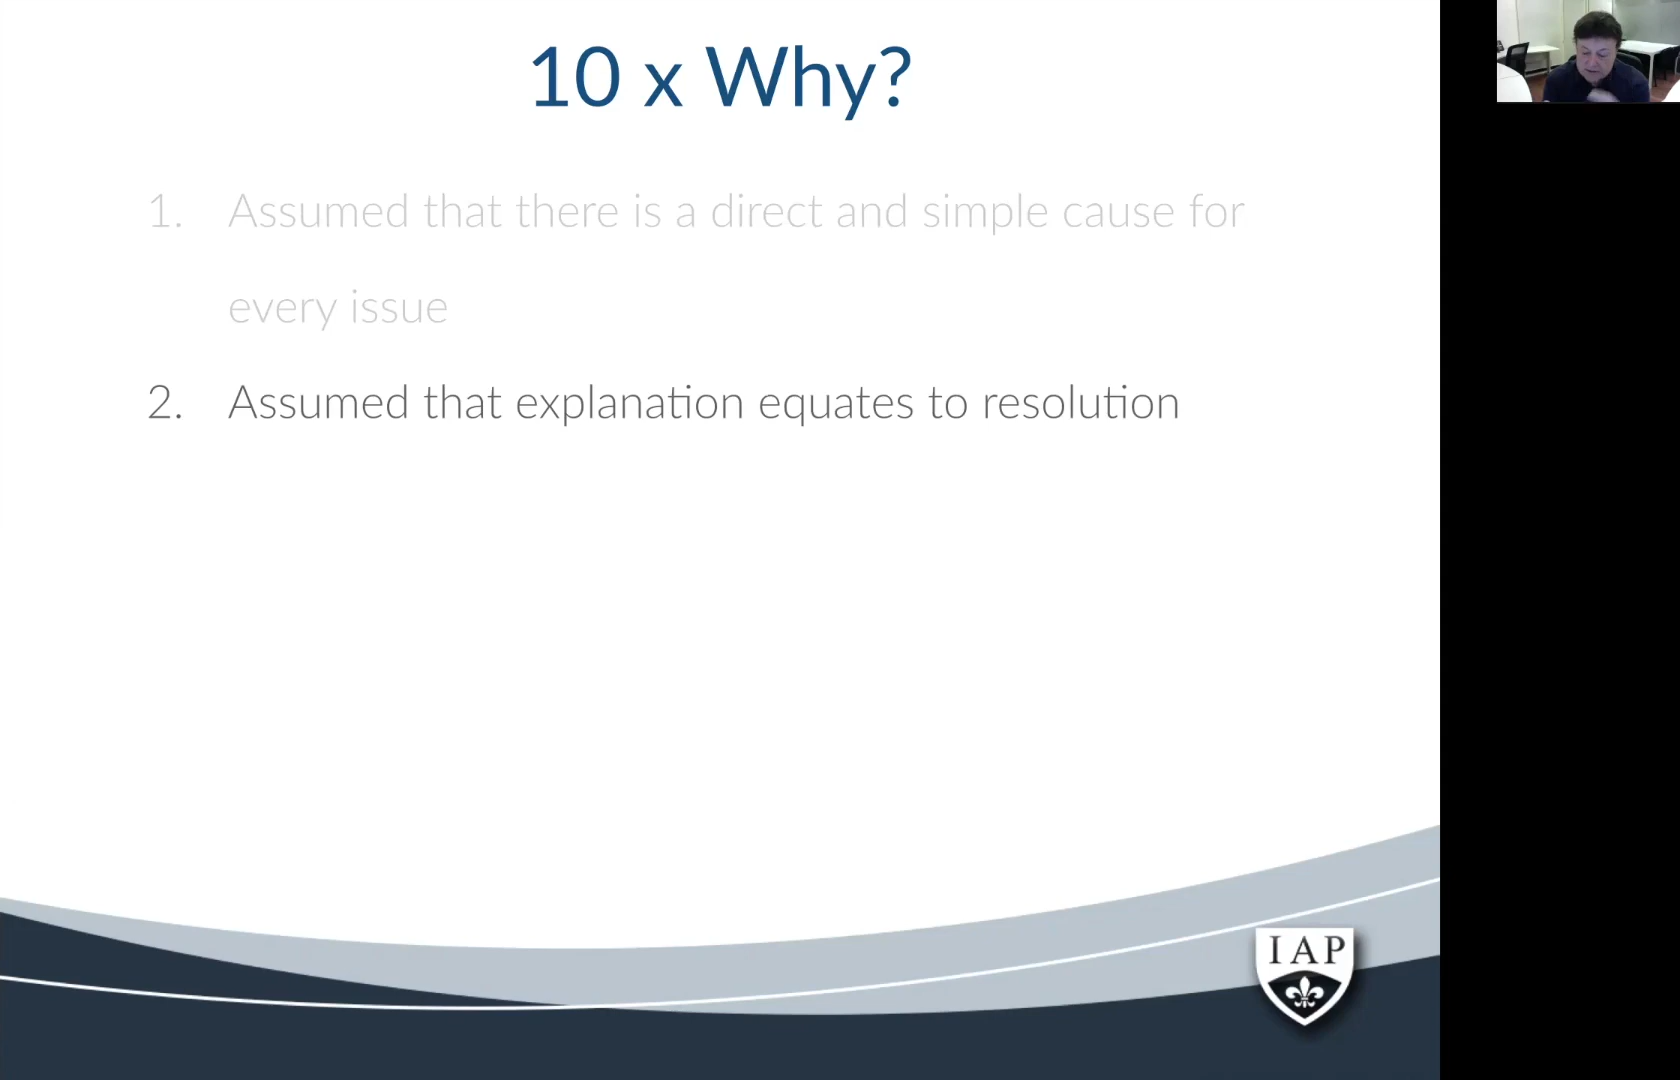 10 x Why?
1. Assumed that there is a direct and simple cause for
every issue
2. Assumed that explanation equates to resolution
IAP